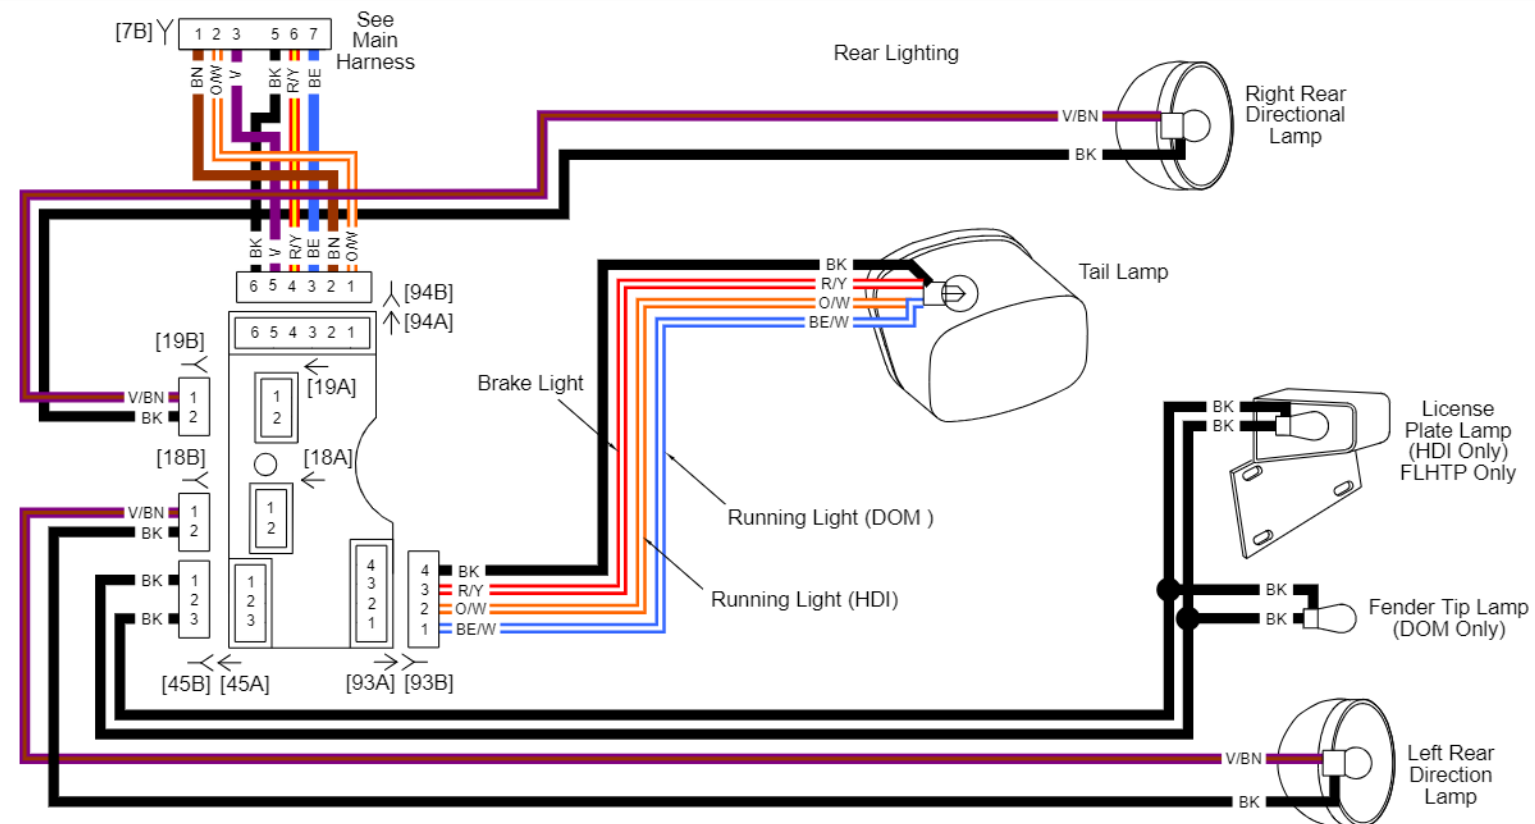 [7B]
1 2 3 5 6 7
See
Main
Harness
BN W/O V BK R/Y BE
Rear Lighting
V/BN
BK
Right Rear
Directional
Lamp
BK V R/Y BE BN W/O
6 5 4 3 2 1
[94B]
[94A]
6 5 4 3 2 1
BK
R/Y
O/W
BE/W
Tail Lamp
[19B]
[19A]
V/BN 1
BK 2
1
2
Brake Light
[18B]
[18A]
V/BN 1
BK 2
1
2
Running Light (DOM )
Running Light (HDI)
BK 1
2
BK 3
1
2
3
4
3
2
1
4 BK
3 R/Y
2 O/W
1 BE/W
[45B] [45A]
[93A] [93B]
BK
BK
License
Plate Lamp
(HDI Only)
FLHTP Only
BK
BK
Fender Tip Lamp
(DOM Only)
V/BN
BK
Left Rear
Direction
Lamp